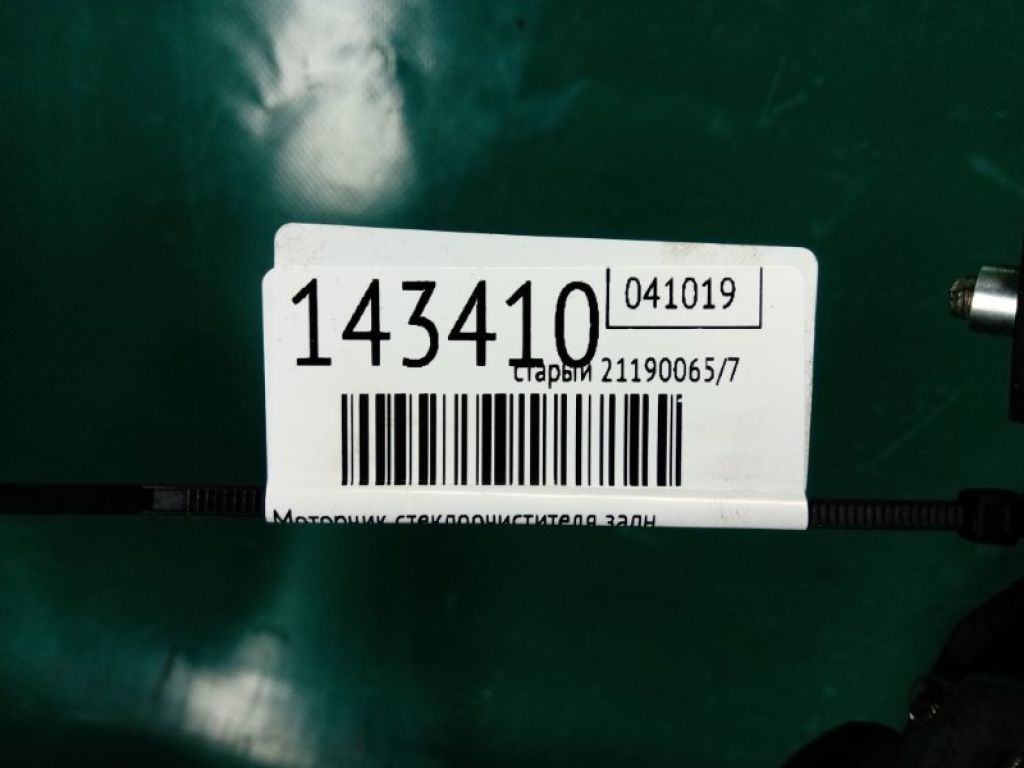 143410
041019
старый 21190065/7
Моторчик стеклоочистителя задн